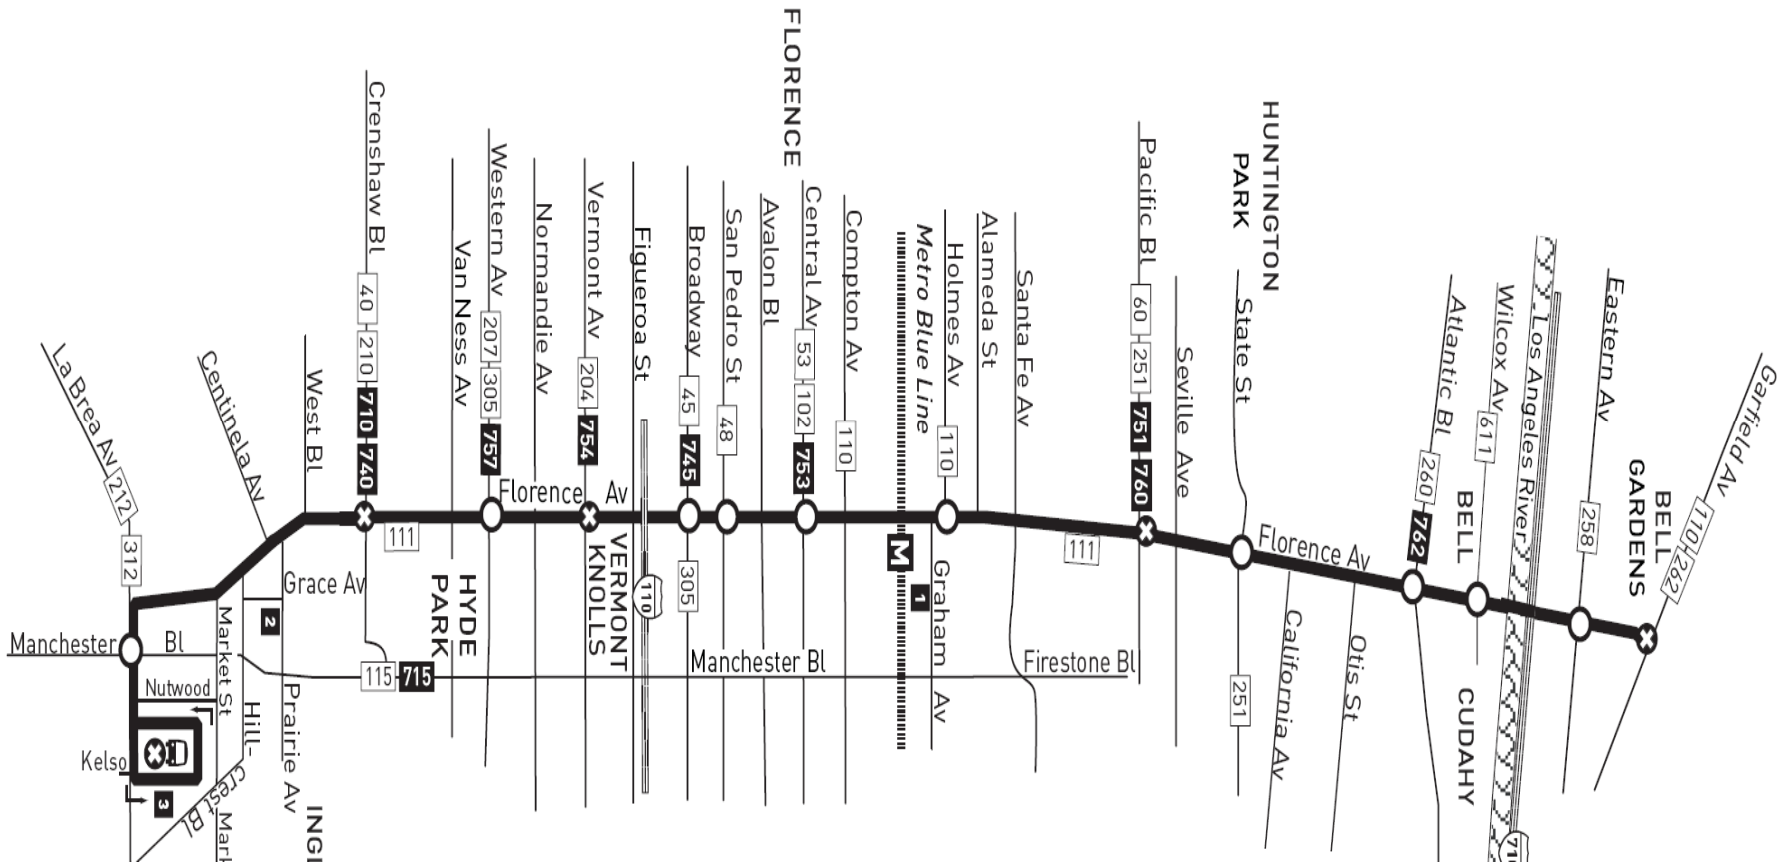 FLORENCE
HUNTINGTON
PARK
Crenshaw Bl
40
210
710
740
Western Av
207
305
757
Van Ness Av
Normandie Av
Vermont Av
204
754
Figueroa St
Broadway
45
745
San Pedro St
48
Avalon Bl
Central Av
53
102
753
Compton Av
110
Metro Blue Line
Holmes Av
110
Alameda St
Santa Fe Av
Pacific Bl
60
251
751
760
Seville Ave
State St
Atlantic Bl
260
762
Wilcox Av
611
Los Angeles River
Eastern Av
258
Garfield Av
110
262
BELL
GARDENS
BELL
La Brea Av
212
312
Centinela Av
West Bl
Florence Av
111
111
Florence Av
Grace Av
HYDE
PARK
VERMONT
KNOLLS
110
305
M
1
Graham Av
2
Manchester Bl
115
715
Manchester Bl
Firestone Bl
251
California Av
Otis St
CUDAHY
Market St
Nutwood
Hill-
crest Bl
Prairie Av
Kelso
3